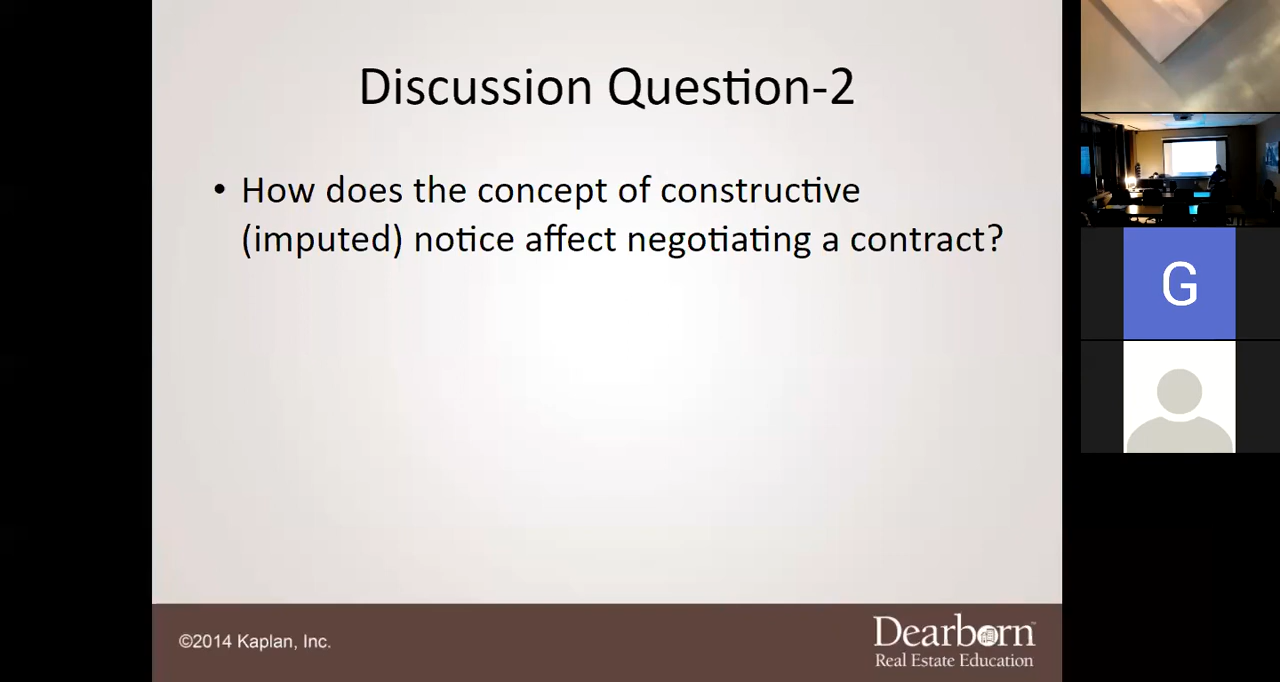 Discussion Question-2
• How does the concept of constructive
(imputed) notice affect negotiating a contract?
G
©2014 Kaplan, Inc.
Dearborn™
Real Estate Education